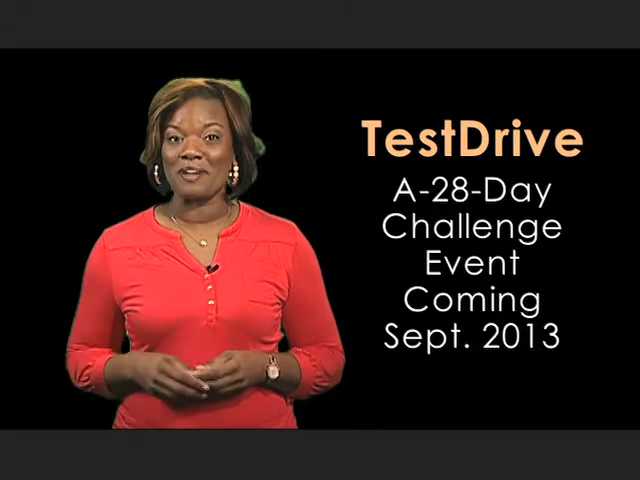 TestDrive
A-28-Day
Challenge
Event
Coming
Sept. 2013